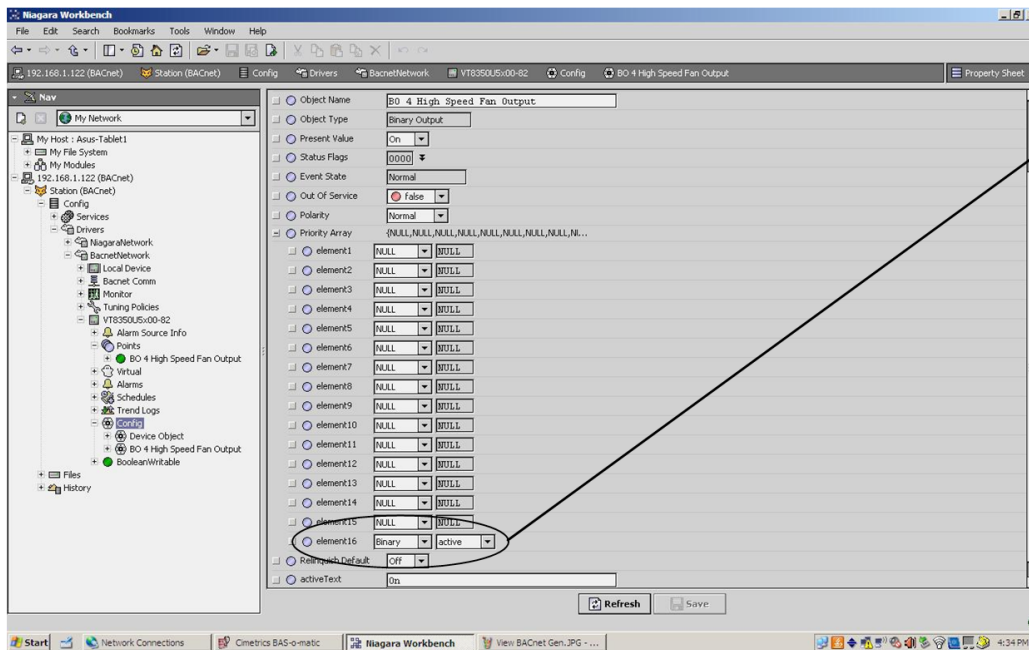 Niagara Workbench
File Edit Search Bookmarks Tools Window Help
192.168.1.122 (BACnet) Station (BACnet) Config Drivers BacnetNetwork VT8350U5x00-82 Config BO 4 High Speed Fan Output Property Sheet
Nav
My Network
My Host : Asus-Tablet1
My File System
My Modules
192.168.1.122 (BACnet)
Station (BACnet)
Config
Services
Drivers
NiagaraNetwork
BacnetNetwork
Local Device
Bacnet Comm
Monitor
Tuning Policies
VT8350U5x00-82
Alarm Source Info
Points
BO 4 High Speed Fan Output
Virtual
Alarms
Schedules
Trend Logs
Config
Device Object
BO 4 High Speed Fan Output
BooleanWritable
Files
History
Object Name BO 4 High Speed Fan Output
Object Type Binary Output
Present Value On
Status Flags 0000
Event State Normal
Out Of Service false
Polarity Normal
Priority Array {NULL,NULL,NULL,NULL,NULL,NULL,NULL,NULL,NI...
element1 NULL NULL
element2 NULL NULL
element3 NULL NULL
element4 NULL NULL
element5 NULL NULL
element6 NULL NULL
element7 NULL NULL
element8 NULL NULL
element9 NULL NULL
element10 NULL NULL
element11 NULL NULL
element12 NULL NULL
element13 NULL NULL
element14 NULL NULL
element15 NULL NULL
element16 Binary active
Relinquish Default Off
activeText On
Refresh Save
Start Network Connections Cimetrics BAS-o-matic Niagara Workbench View BACnet Gen.JPG - ... 4:34 PM